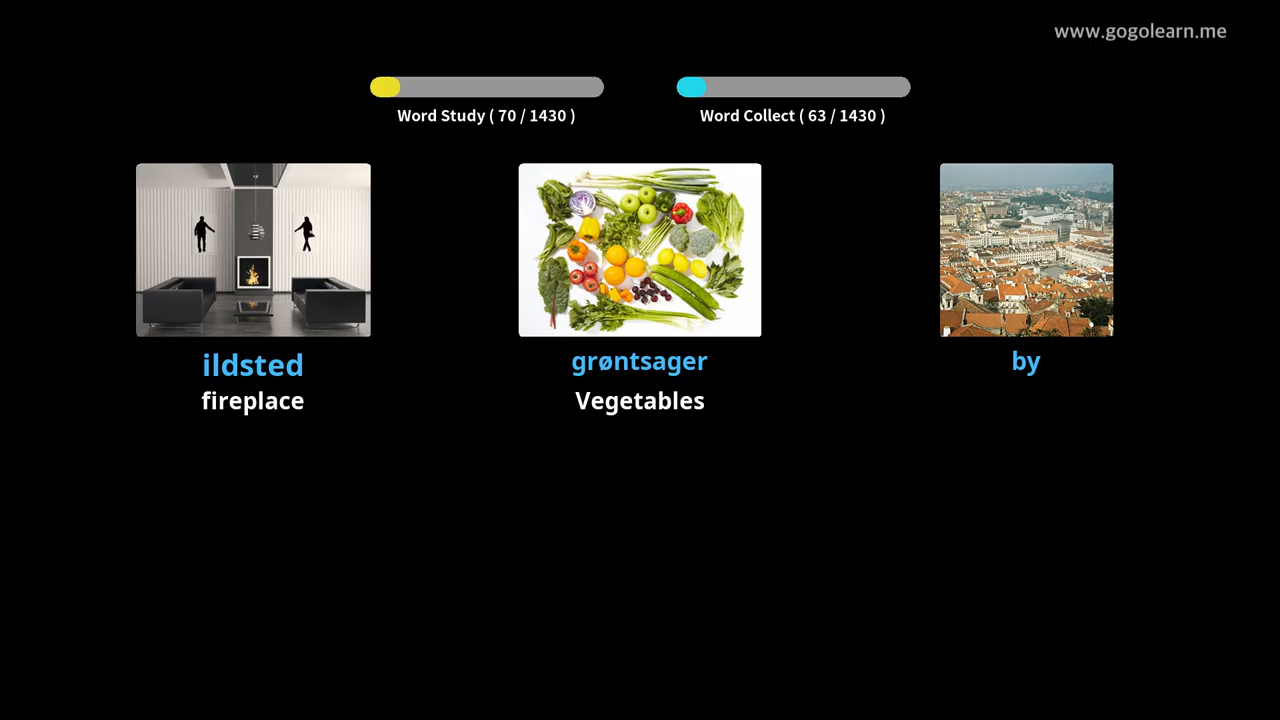 www.gogolearn.me
Word Study ( 70 / 1430 )
Word Collect ( 63 / 1430 )
ildsted
fireplace
grøntsager
Vegetables
by